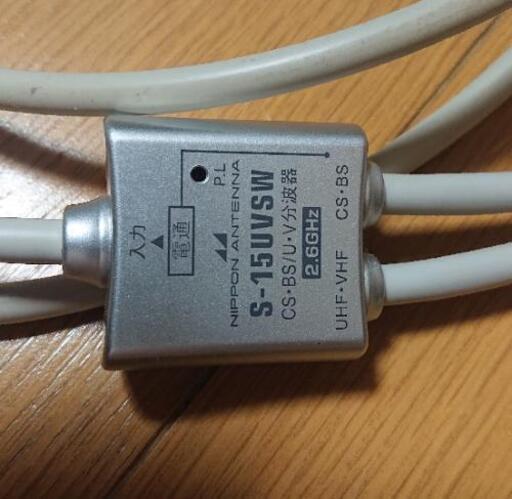 入力
電通
P.L
NIPPON ANTENNA
S-15UVSW
CS・BS/U・V分波器
2.6GHz
UHF・VHF
CS・BS